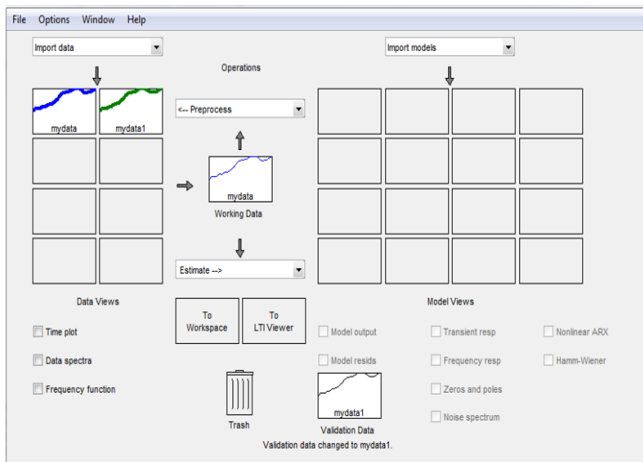 File Options Window Help
Import data
Import models
Operations
<-- Preprocess
mydata
mydata1
mydata
Working Data
Estimate -->
Data Views
To Workspace
To LTI Viewer
Model Views
Time plot
Data spectra
Frequency function
Model output
Transient resp
Nonlinear ARX
Model resids
Frequency resp
Hamm-Wiener
Zeros and poles
Noise spectrum
Trash
mydata1
Validation Data
Validation data changed to mydata1.